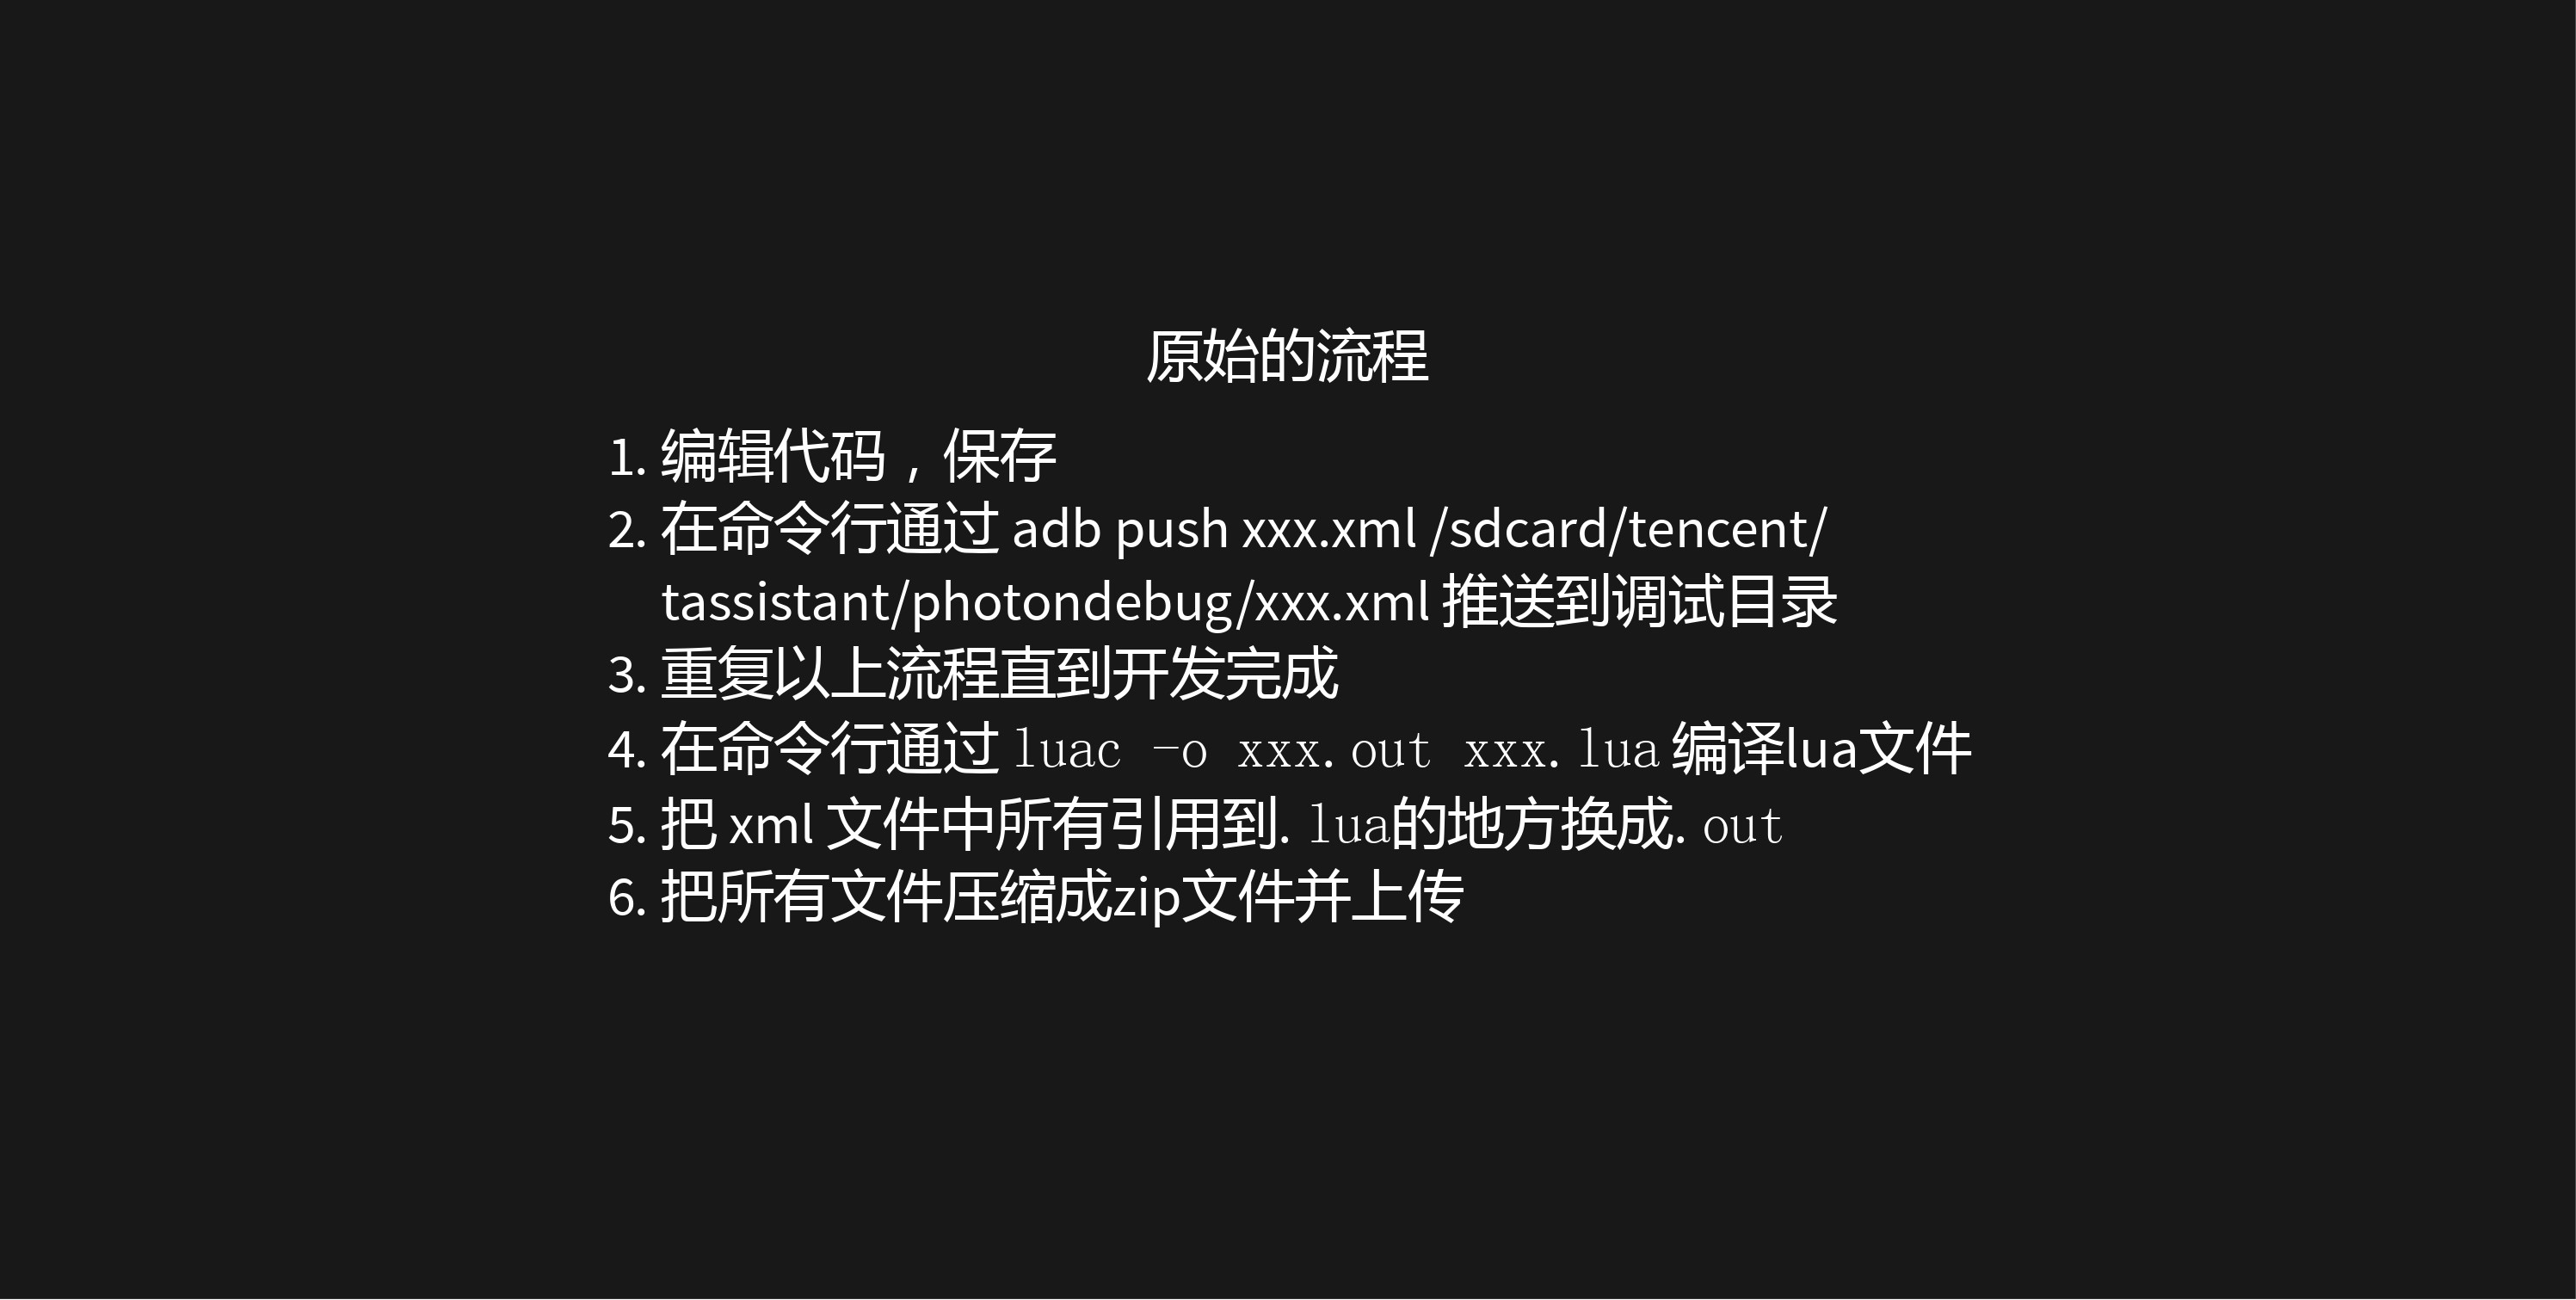 原始的流程
1. 编辑代码，保存
2. 在命令行通过 adb push xxx.xml /sdcard/tencent/
tassistant/photondebug/xxx.xml 推送到调试目录
3. 重复以上流程直到开发完成
4. 在命令行通过 luac -o xxx.out xxx.lua 编译lua文件
5. 把 xml 文件中所有引用到.lua的地方换成.out
6. 把所有文件压缩成zip文件并上传